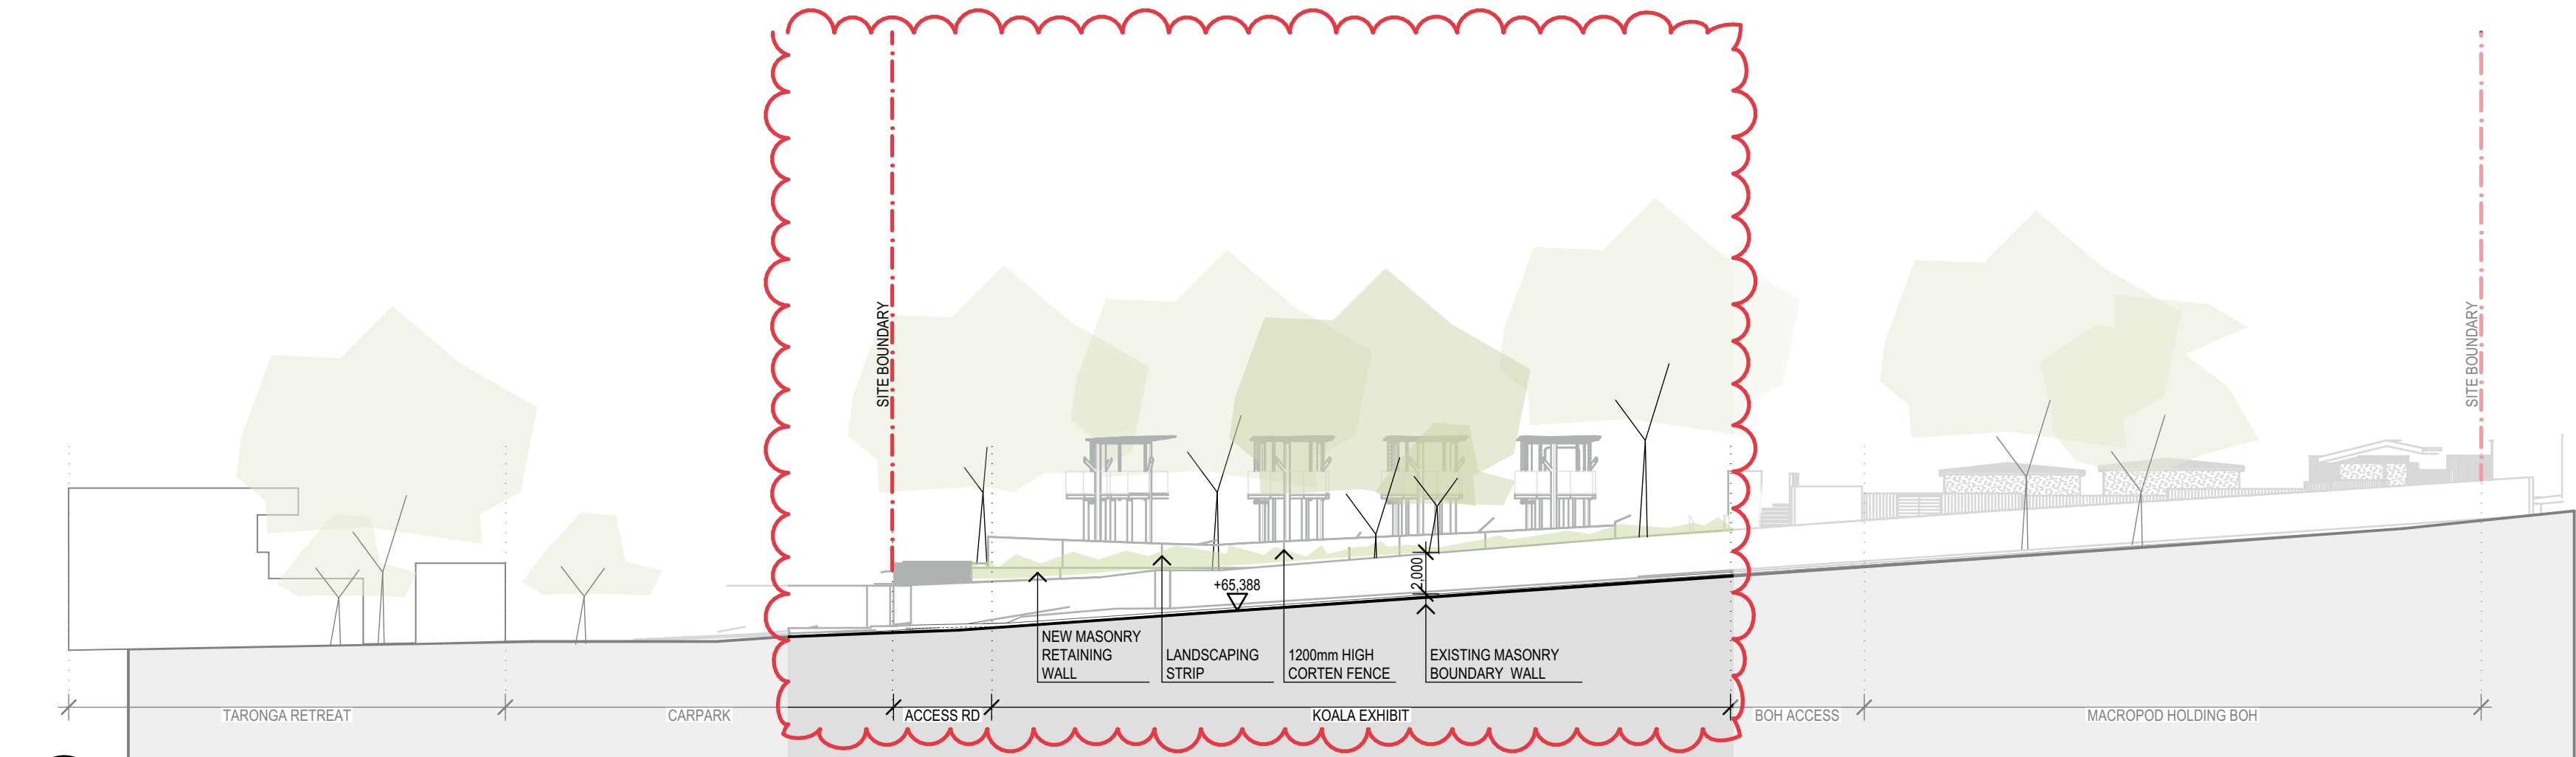 SITE BOUNDARY
SITE BOUNDARY
+65,388
2,000
NEW MASONRY
RETAINING
WALL
LANDSCAPING
STRIP
1200mm HIGH
CORTEN FENCE
EXISTING MASONRY
BOUNDARY WALL
TARONGA RETREAT
CARPARK
ACCESS RD
KOALA EXHIBIT
BOH ACCESS
MACROPOD HOLDING BOH